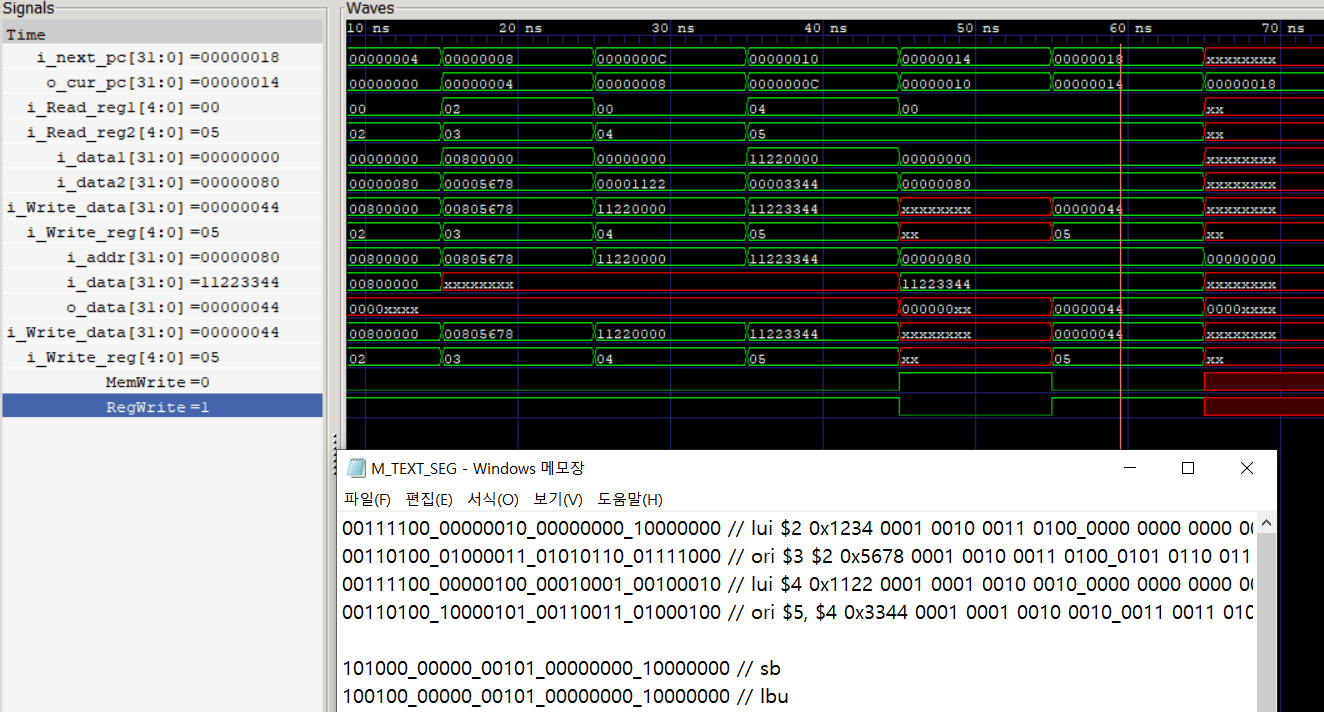 Signals
Waves
Time
10 ns 20 ns 30 ns 40 ns 50 ns 60 ns 70 ns
i_next_pc[31:0] =00000018 00000004 00000008 0000000C 00000010 00000014 00000018 xxxxxxxx
o_cur_pc[31:0] =00000014 00000000 00000004 00000008 0000000C 00000010 00000014 00000018
i_Read_reg1[4:0] =00 00 02 00 04 00 xx
i_Read_reg2[4:0] =05 02 03 04 05 xx
i_data1[31:0] =00000000 00000000 00800000 00000000 11220000 00000000 xxxxxxxx
i_data2[31:0] =00000080 00000080 00005678 00001122 00003344 00000080 xxxxxxxx
i_Write_data[31:0] =00000044 00800000 00805678 11220000 11223344 xxxxxxxx 00000044 xxxxxxxx
i_Write_reg[4:0] =05 02 03 04 05 xx 05 xx
i_addr[31:0] =00000080 00800000 00805678 11220000 11223344 00000080 00000000
i_data[31:0] =11223344 00800000 xxxxxxxx 11223344 xxxxxxxx
o_data[31:0] =00000044 0000xxxx 000000xx 00000044 0000xxxx
i_Write_data[31:0] =00000044 00800000 00805678 11220000 11223344 xxxxxxxx 00000044 xxxxxxxx
i_Write_reg[4:0] =05 02 03 04 05 xx 05 xx
MemWrite =0
RegWrite =1
M_TEXT_SEG - Windows 메모장
파일(F) 편집(E) 서식(O) 보기(V) 도움말(H)
00111100_00000010_00000000_10000000 // lui $2 0x1234 0001 0010 0011 0100_0000 0000 0000
00110100_01000011_01010110_01111000 // ori $3 $2 0x5678 0001 0010 0011 0100_0101 0110 011
00111100_00000100_00010001_00100010 // lui $4 0x1122 0001 0001 0010 0010_0000 0000 0000
00110100_10000101_00110011_01000100 // ori $5, $4 0x3344 0001 0001 0010 0010_0011 0011 010
101000_00000_00101_00000000_10000000 // sb
100100_00000_00101_00000000_10000000 // lbu